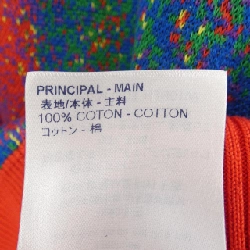 PRINCIPAL - MAIN
表地/本体 - 主料
100% COTON - COTTON
コットン - 棉